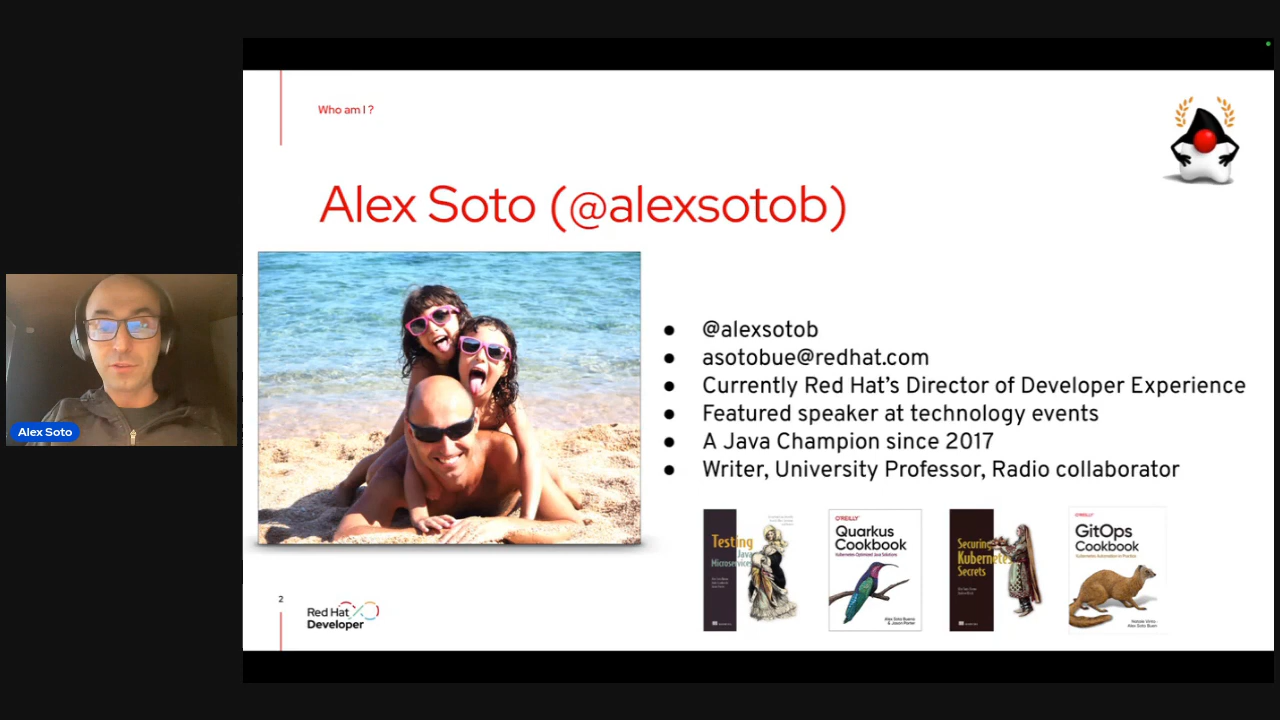 Who am I ?
Alex Soto (@alexsotob)
@alexsotob
asotobue@redhat.com
Currently Red Hat's Director of Developer Experience
Featured speaker at technology events
A Java Champion since 2017
Writer, University Professor, Radio collaborator
Alex Soto
Testing
Java
Microservices
O'REILLY
Quarkus
Cookbook
Kubernetes-Optimized Java Solutions
Alex Soto Bueno
& Jason Porter
Securing
Kubernetes
Secrets
O'REILLY
GitOps
Cookbook
Kubernetes Automation in Practice
Natale Vinto
Alex Soto Buen
2
Red Hat
Developer